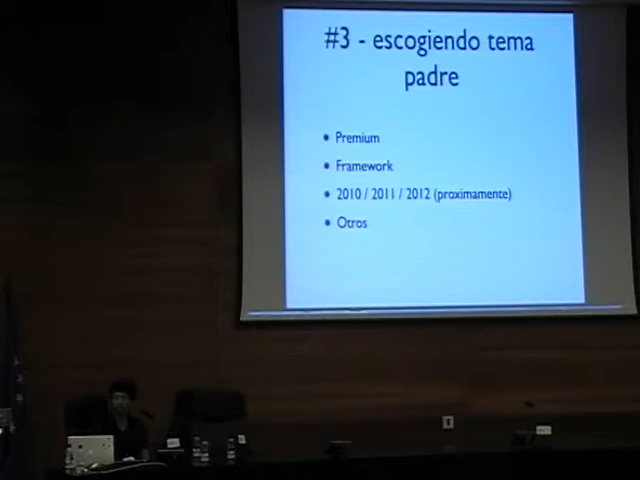 #3 - escogiendo tema
padre
• Premium
• Framework
• 2010 / 2011 / 2012 (proximamente)
• Otros